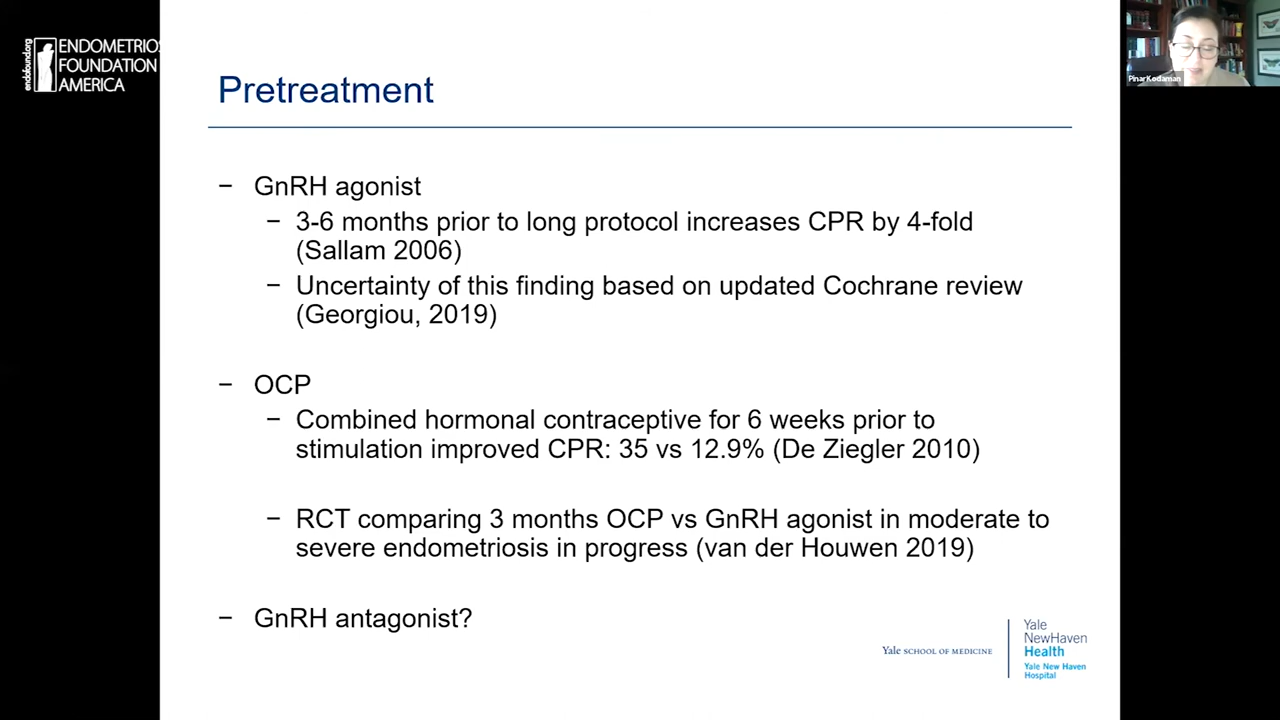 endofound.org
ENDOMETRIOS
FOUNDATION
AMERICA
Pinar Kodaman
Pretreatment
− GnRH agonist
− 3-6 months prior to long protocol increases CPR by 4-fold
(Sallam 2006)
− Uncertainty of this finding based on updated Cochrane review
(Georgiou, 2019)
− OCP
− Combined hormonal contraceptive for 6 weeks prior to
stimulation improved CPR: 35 vs 12.9% (De Ziegler 2010)
− RCT comparing 3 months OCP vs GnRH agonist in moderate to
severe endometriosis in progress (van der Houwen 2019)
− GnRH antagonist?
Yale SCHOOL OF MEDICINE
Yale
NewHaven
Health
Yale New Haven
Hospital